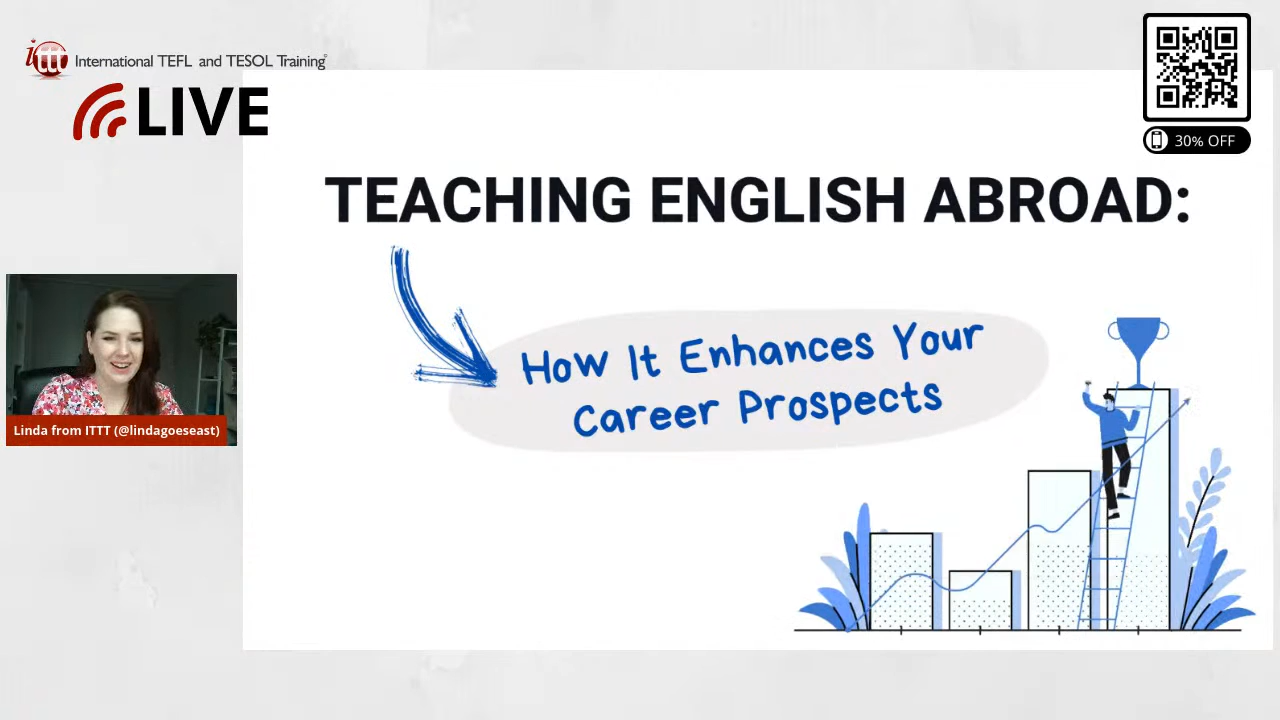 ittt International TEFL and TESOL Training
LIVE
30% OFF
TEACHING ENGLISH ABROAD:
How It Enhances Your
Career Prospects
Linda from ITTT (@lindagoeseast)